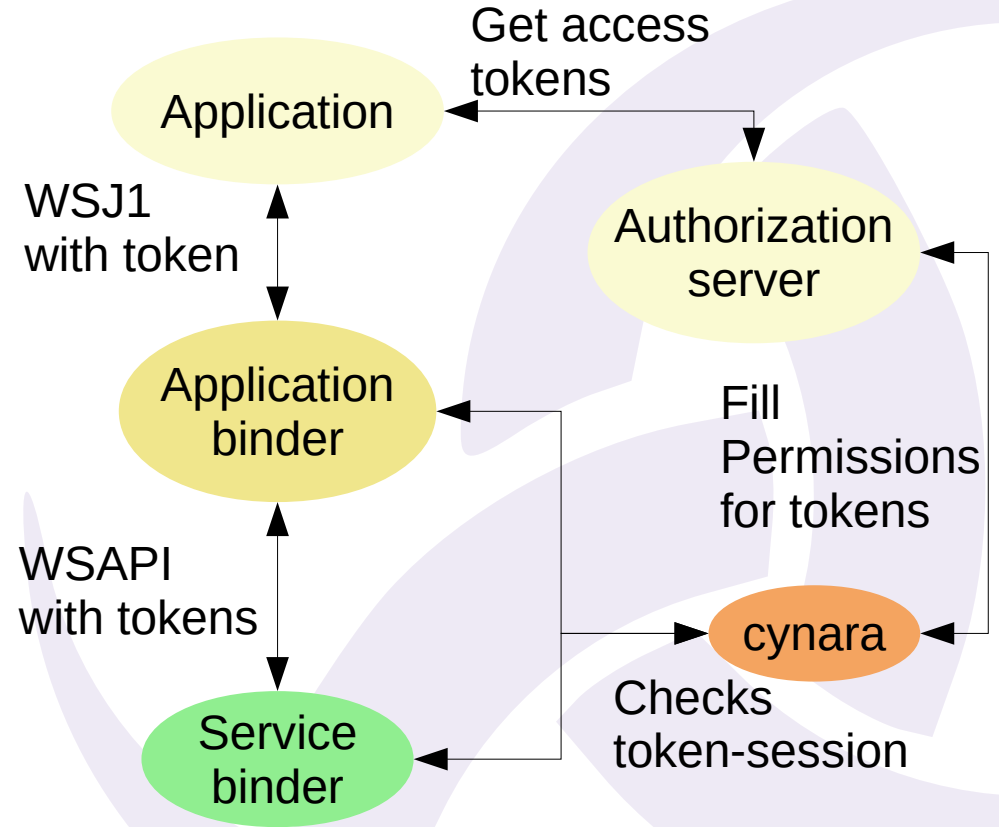 Get access
tokens
Application
WSJ1
with token
Authorization
server
Application
binder
Fill
Permissions
for tokens
WSAPI
with tokens
cynara
Checks
token-session
Service
binder